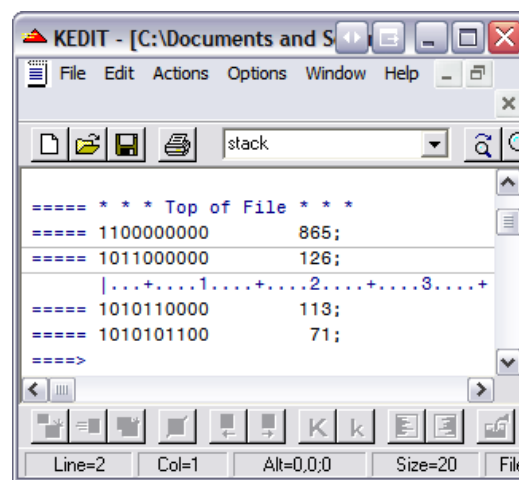 KEDIT - [C:\Documents and S
File Edit Actions Options Window Help
stack
===== * * * Top of File * * *
===== 1100000000 865;
===== 1011000000 126;
|...+....1....+....2....+....3....+
===== 1010110000 113;
===== 1010101100 71;
====>
K k
Line=2 Col=1 Alt=0,0;0 Size=20 File